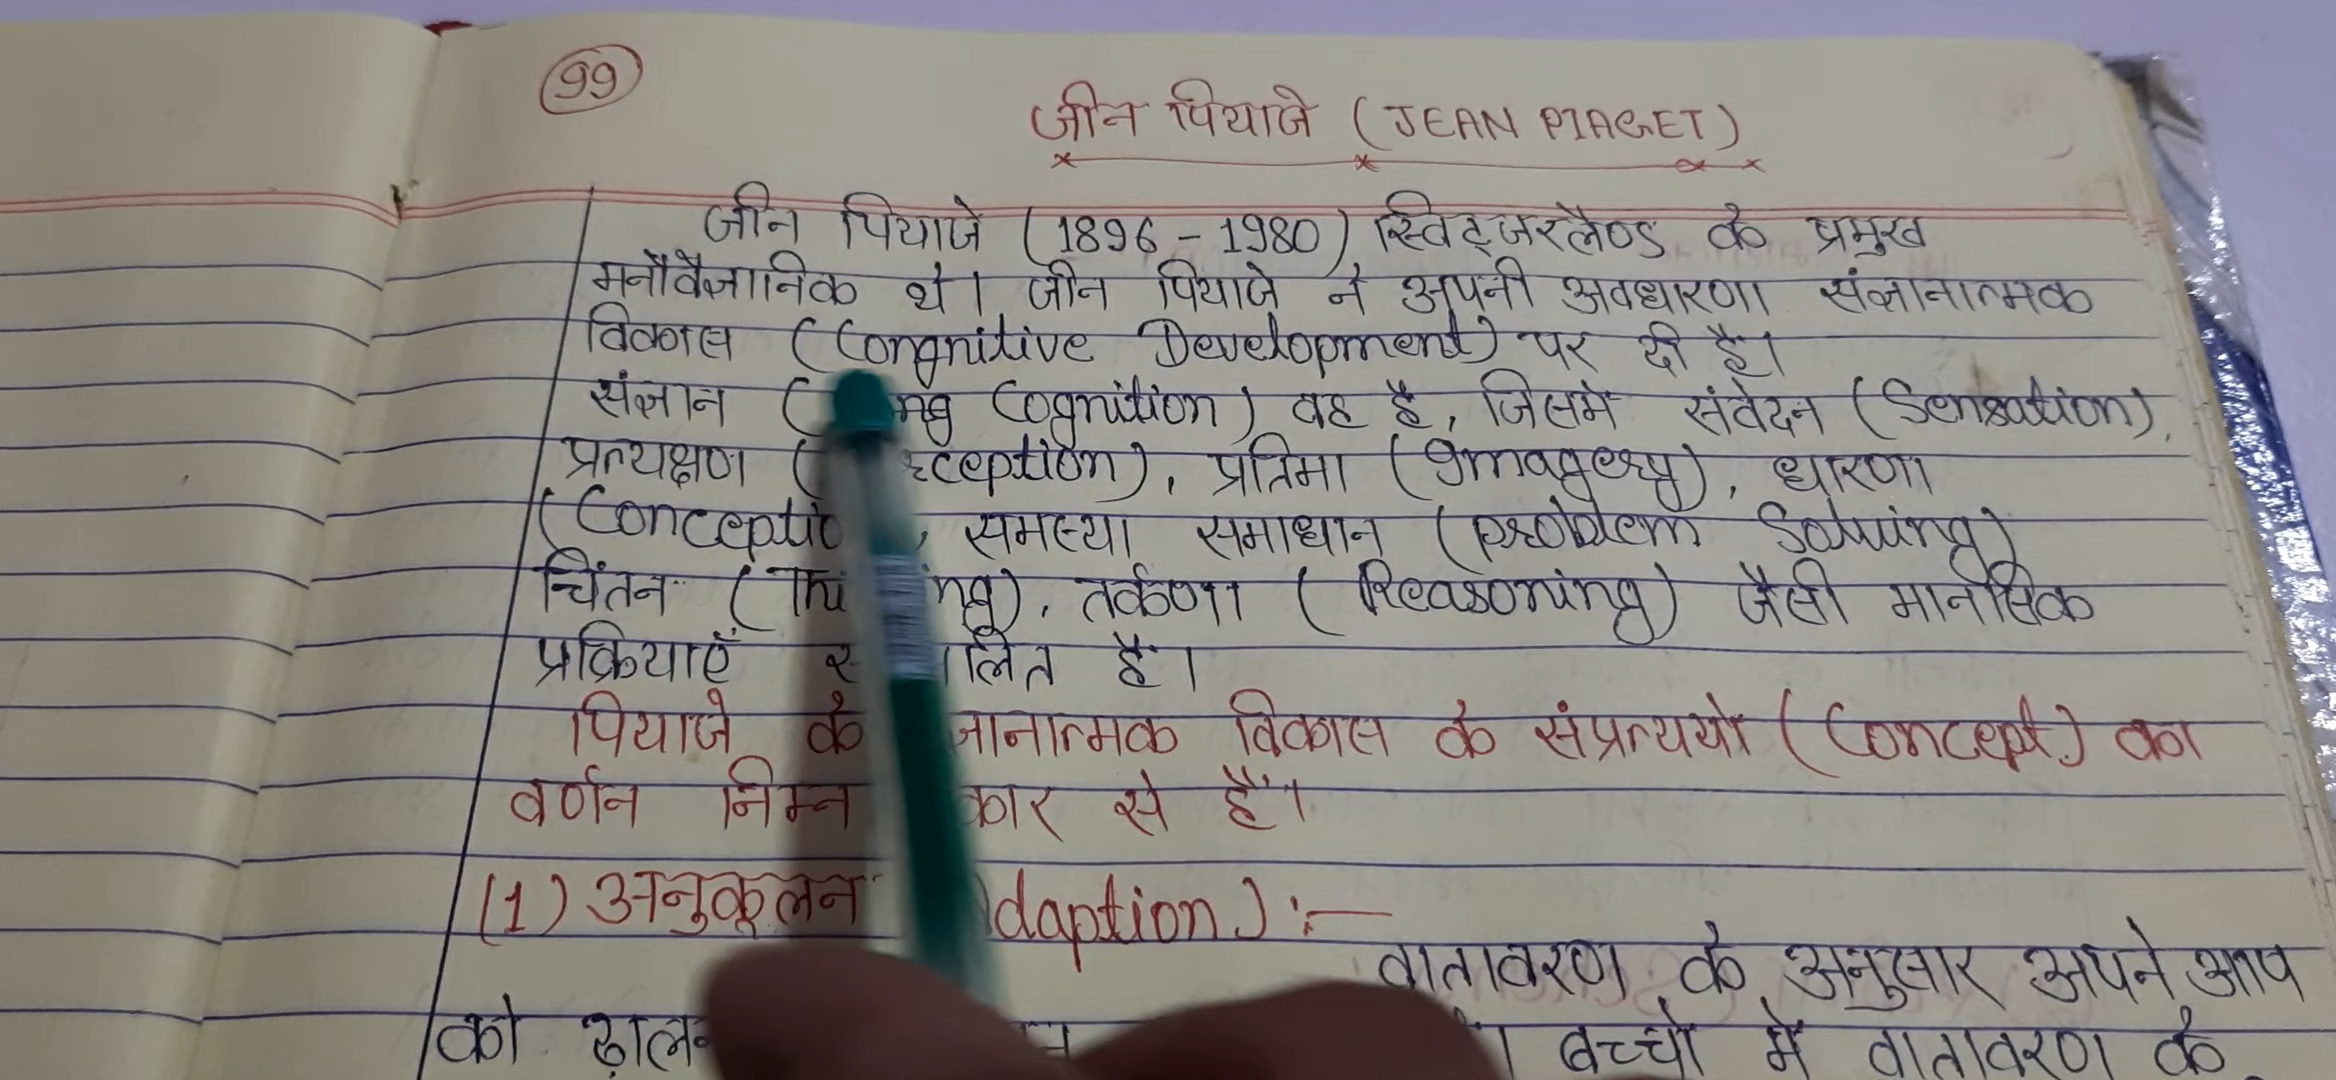 99
जीन पियाजे (JEAN PIAGET)
जीन पियाजे (1896 - 1980) स्विट्जरलैण्ड के प्रमुख
मनोवैज्ञानिक थे। जीन पियाजे ने अपनी अवधारणा संज्ञानात्मक
विकास (Congnitive Development) पर दी है।
संज्ञान ( Cognition) वह है, जिसमें संवेदन (Sensation),
प्रत्यक्षण ( ception), प्रतिमा (Imagery), धारणा
(Conceptio , समस्या समाधान (problem Solving)
चिंतन (Thi ng), तर्कणा (Reasoning) जैसी मानसिक
प्रक्रियाएँ लित हैं।
पियाजे के ज्ञानात्मक विकास के संप्रत्ययों (Concept) का
वर्णन निम्न कार से हैं।
(1) अनुकूलन daption) :—
वातावरण के अनुसार अपने आप
को बच्चों में वातावरण के